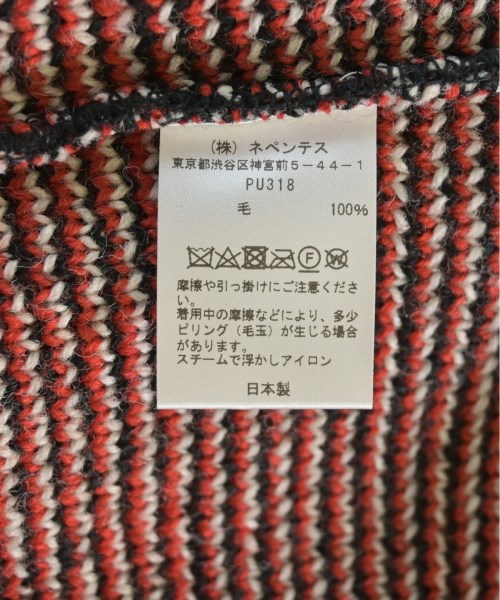 （株）ネペンテス
東京都渋谷区神宮前５－４４－１
PU318
毛 100%
摩擦や引っ掛けにご注意くださ
い。
着用中の摩擦などにより、多少
ピリング（毛玉）が生じる場合
があります。
スチームで浮かしアイロン
日本製